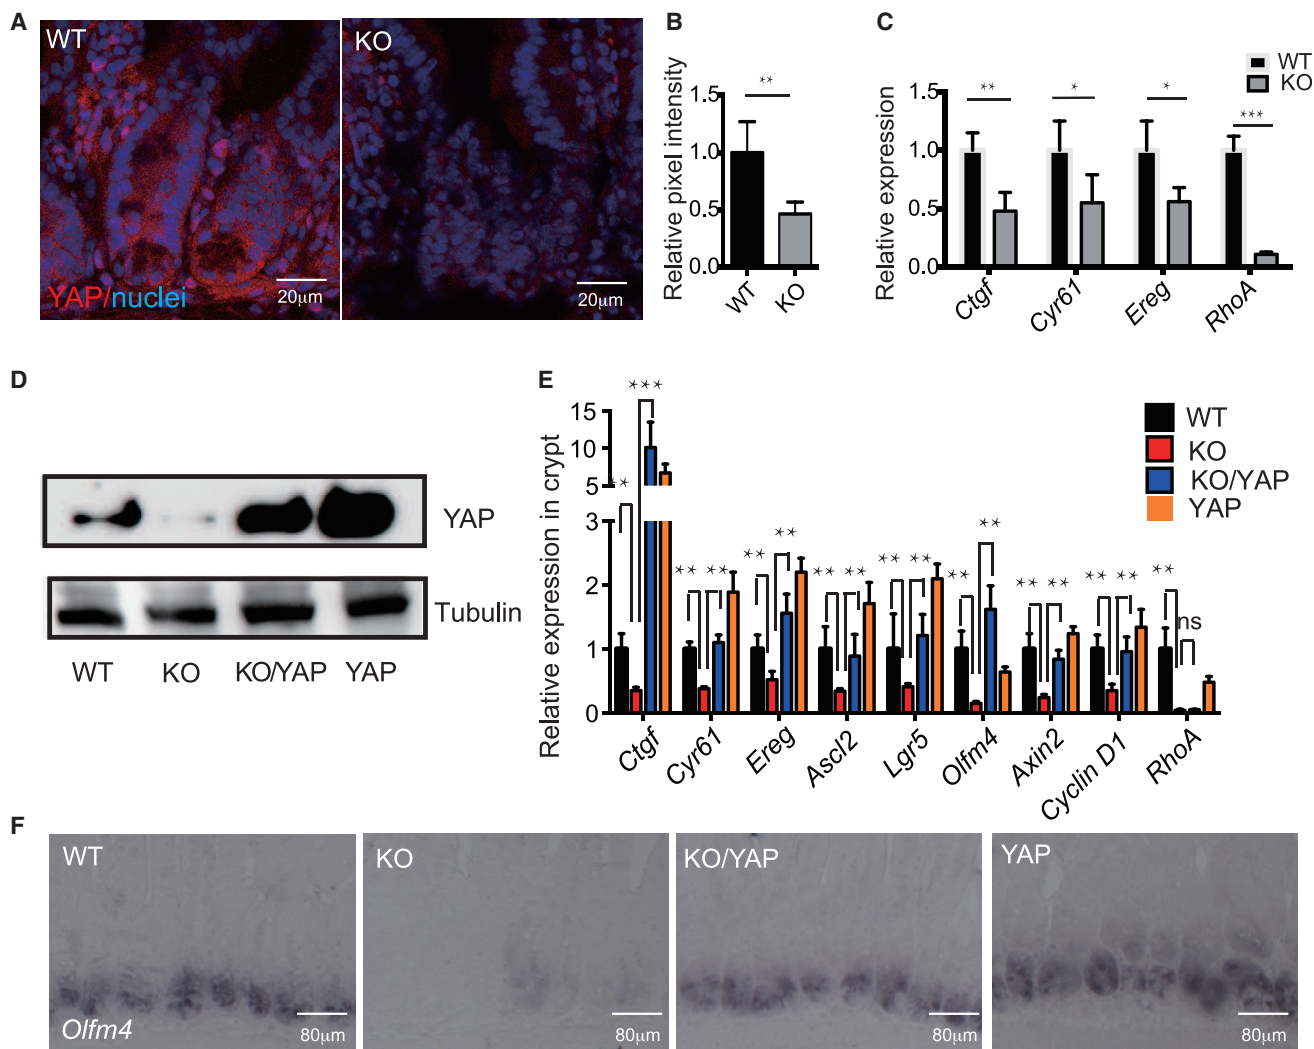 A
WT
KO
YAP/nuclei
20μm
20μm
B
Relative pixel intensity
1.5
1.0
0.5
0.0
**
WT
KO
C
Relative expression
1.5
1.0
0.5
0.0
**
*
*
***
WT
KO
Ctgf
Cyr61
Ereg
RhoA
D
YAP
Tubulin
WT
KO
KO/YAP
YAP
E
Relative expression in crypt
15
10
5
3
2
1
0
**
***
** **
** **
** **
** **
** **
** **
** **
**
ns
WT
KO
KO/YAP
YAP
Ctgf
Cyr61
Ereg
Ascl2
Lgr5
Olfm4
Axin2
Cyclin D1
RhoA
F
WT
Olfm4
80μm
KO
80μm
KO/YAP
80μm
YAP
80μm